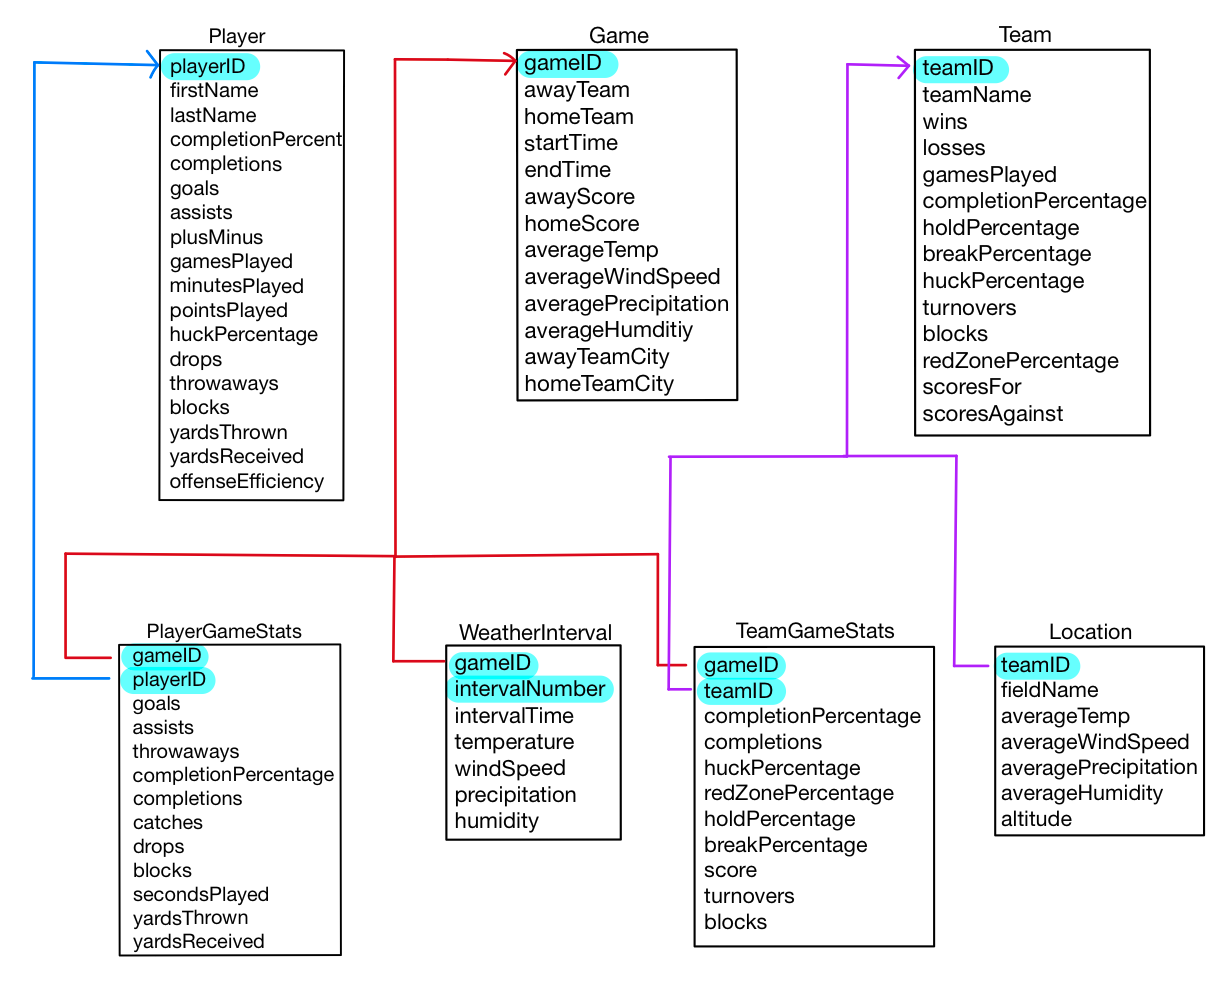 Player
playerID
firstName
lastName
completionPercent
completions
goals
assists
plusMinus
gamesPlayed
minutesPlayed
pointsPlayed
huckPercentage
drops
throwaways
blocks
yardsThrown
yardsReceived
offenseEfficiency
Game
gameID
awayTeam
homeTeam
startTime
endTime
awayScore
homeScore
averageTemp
averageWindSpeed
averagePrecipitation
averageHumditiy
awayTeamCity
homeTeamCity
Team
teamID
teamName
wins
losses
gamesPlayed
completionPercentage
holdPercentage
breakPercentage
huckPercentage
turnovers
blocks
redZonePercentage
scoresFor
scoresAgainst
PlayerGameStats
gameID
playerID
goals
assists
throwaways
completionPercentage
completions
catches
drops
blocks
secondsPlayed
yardsThrown
yardsReceived
WeatherInterval
gameID
intervalNumber
intervalTime
temperature
windSpeed
precipitation
humidity
TeamGameStats
gameID
teamID
completionPercentage
completions
huckPercentage
redZonePercentage
holdPercentage
breakPercentage
score
turnovers
blocks
Location
teamID
fieldName
averageTemp
averageWindSpeed
averagePrecipitation
averageHumidity
altitude